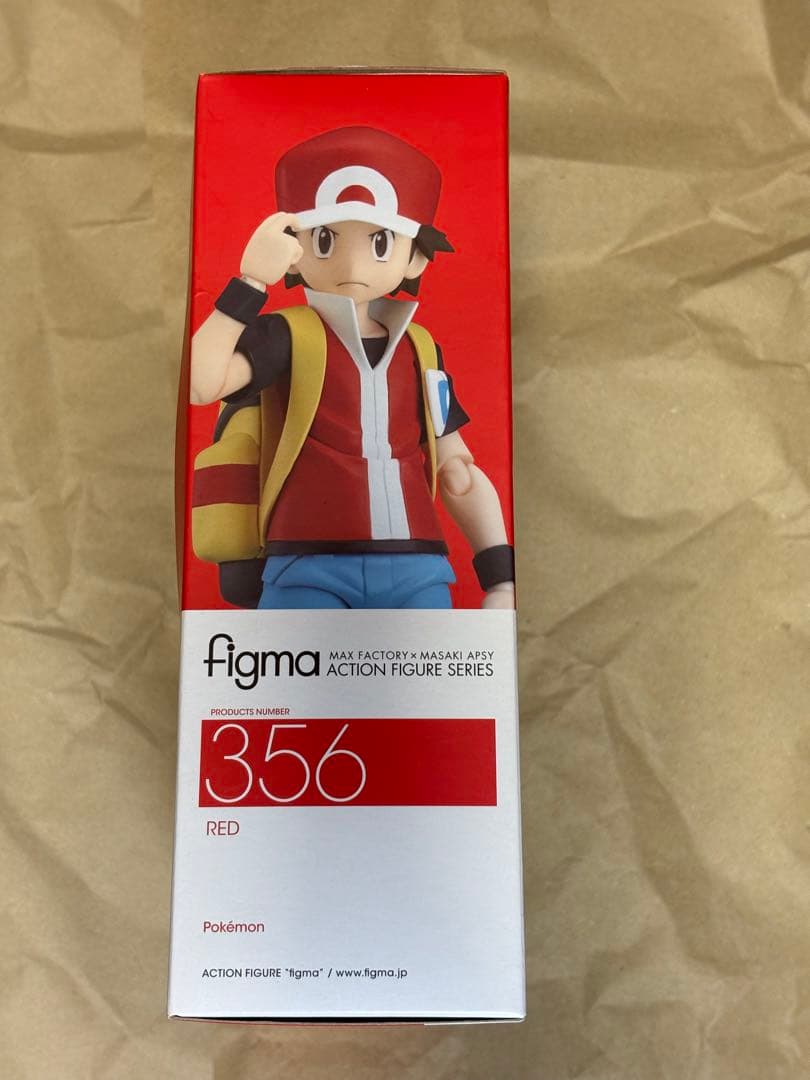 figma MAX FACTORY × MASAKI APSY
ACTION FIGURE SERIES
PRODUCTS NUMBER
356
RED
Pokémon
ACTION FIGURE "figma" / www.figma.jp